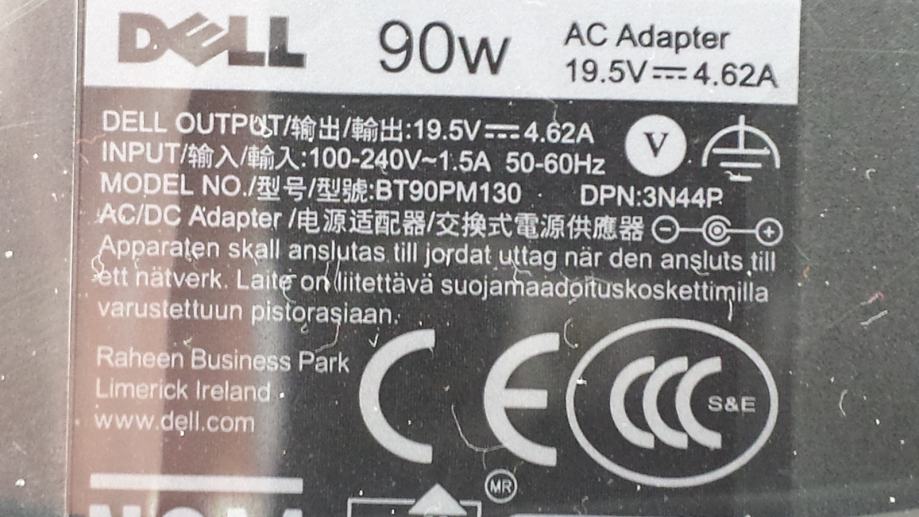 DELL 90W AC Adapter
19.5V⎓4.62A
DELL OUTPUT/输出/輸出:19.5V⎓4.62A V
INPUT/输入/輸入:100-240V~1.5A 50-60Hz
MODEL NO./型号/型號:BT90PM130 DPN:3N44P
AC/DC Adapter /电源适配器/交換式電源供應器
Apparaten skall anslutas till jordat uttag när den ansluts till
ett nätverk. Laite on liitettävä suojamaadoituskoskettimilla
varustettuun pistorasiaan.
Raheen Business Park
Limerick Ireland
www.dell.com
CE
CCC S&E
MR